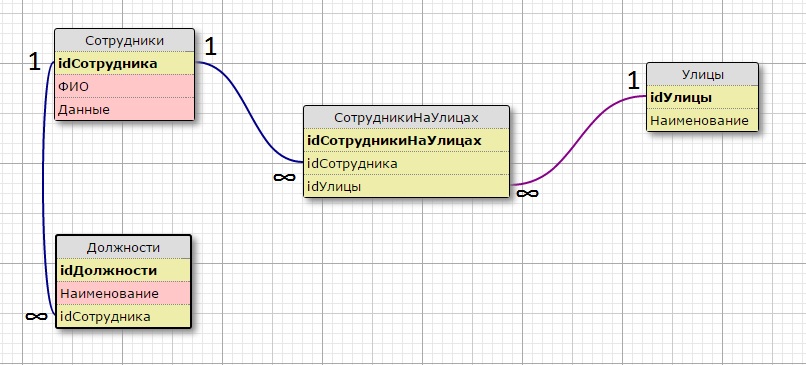 Сотрудники
1
idСотрудника
1
ФИО
Данные
СотрудникиНаУлицах
idСотрудникиНаУлицах
idСотрудника
∞
idУлицы
∞
Улицы
1
idУлицы
Наименование
Должности
idДолжности
Наименование
∞
idСотрудника